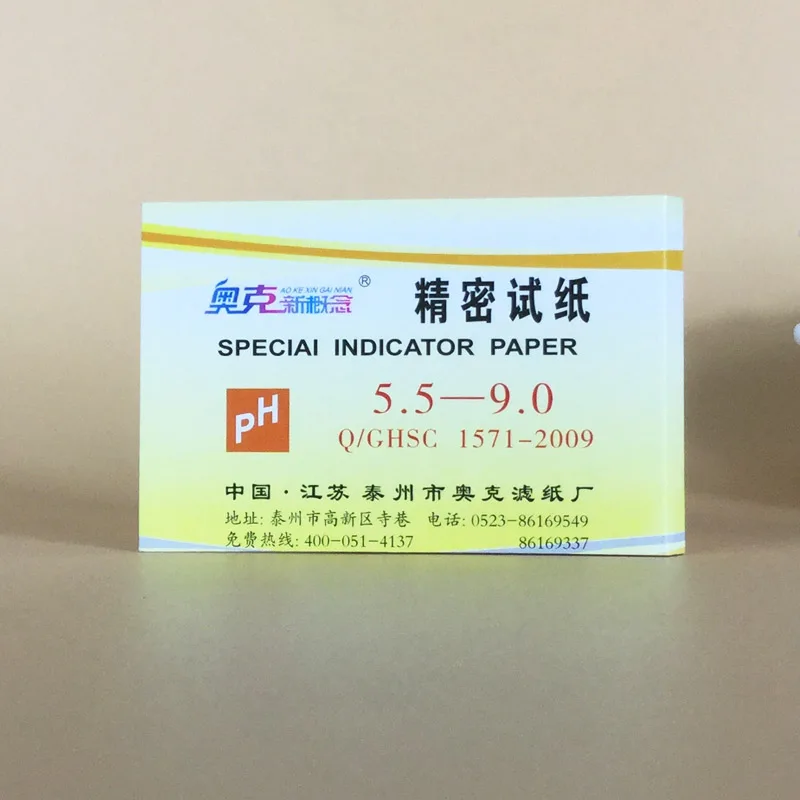 奥克 AO KE XIN GAI NIAN 新概念 ®
精密试纸
SPECIAI INDICATOR PAPER
pH
5.5—9.0
Q/GHSC 1571-2009
中国·江苏 泰州市奥克滤纸厂
地址: 泰州市高新区寺巷 电话: 0523-86169549
免费热线: 400-051-4137 86169337